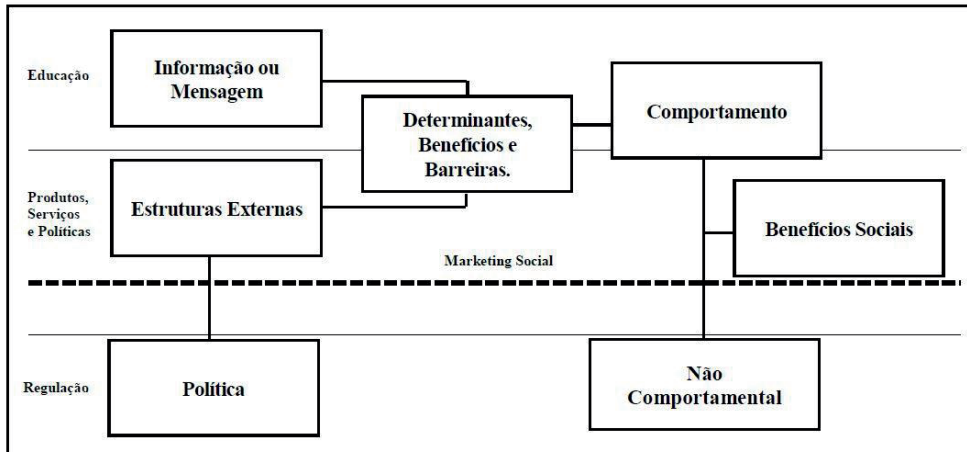 Educação
Informação ou
Mensagem
Determinantes,
Benefícios e
Barreiras.
Comportamento
Produtos,
Serviços
e Políticas
Estruturas Externas
Benefícios Sociais
Marketing Social
Regulação
Política
Não
Comportamental